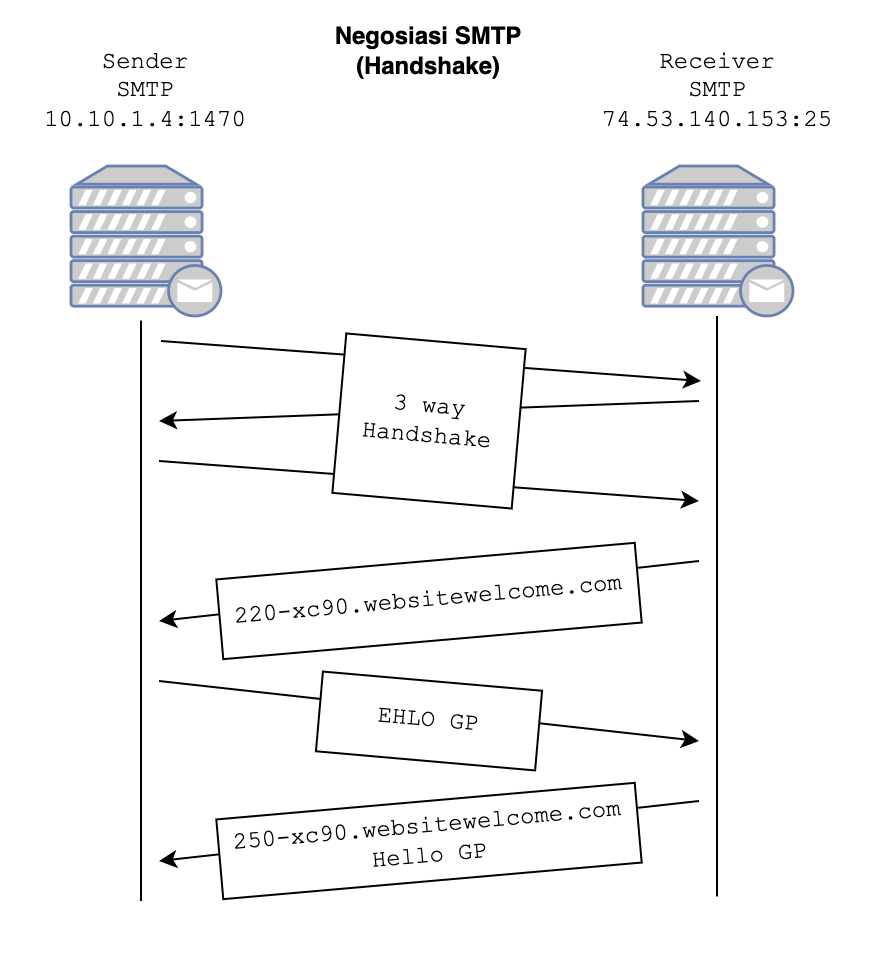 Negosiasi SMTP
(Handshake)
Sender
SMTP
10.10.1.4:1470
Receiver
SMTP
74.53.140.153:25
3 way
Handshake
220-xc90.websitewelcome.com
EHLO GP
250-xc90.websitewelcome.com
Hello GP